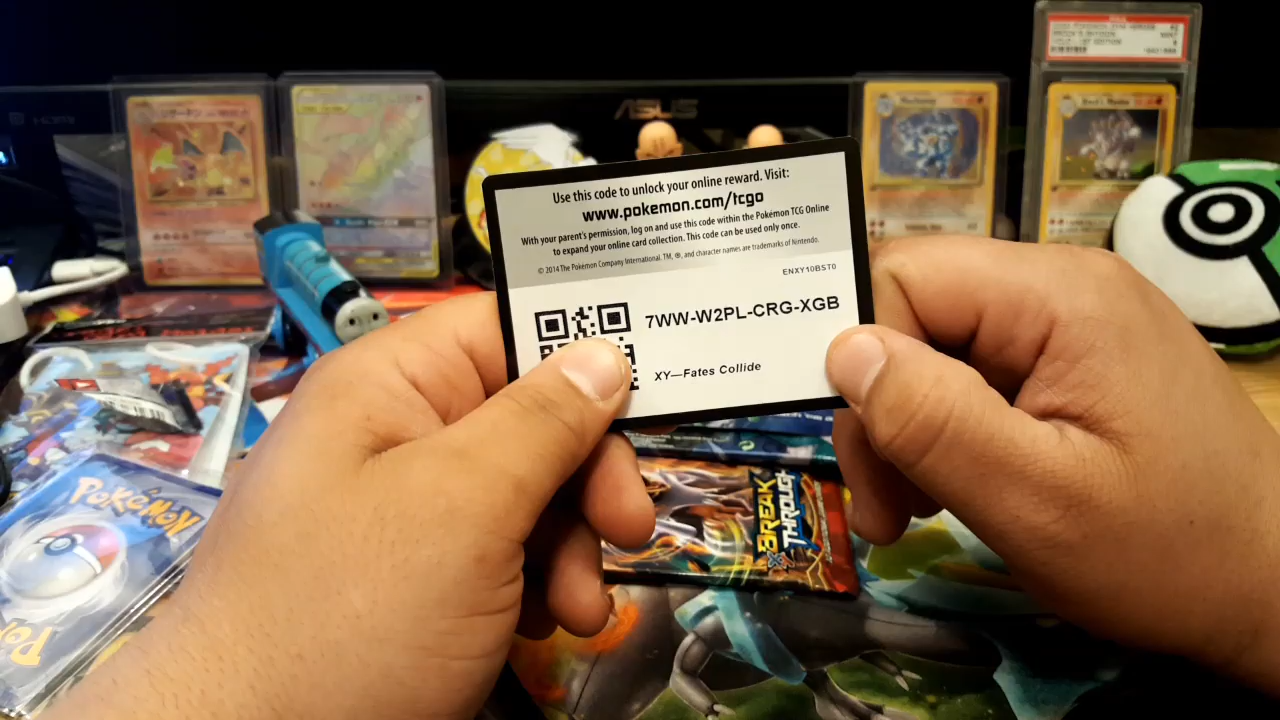 ASUS
Use this code to unlock your online reward. Visit:
www.pokemon.com/tcgo
With your parent's permission, log on and use this code within the Pokémon TCG Online
to expand your online card collection. This code can be used only once.
© 2014 The Pokémon Company International. TM, ®, and character names are trademarks of Nintendo.
ENXY10BST0
7WW-W2PL-CRG-XGB
XY—Fates Collide
XY
BREAK
THROUGH
POKéMON